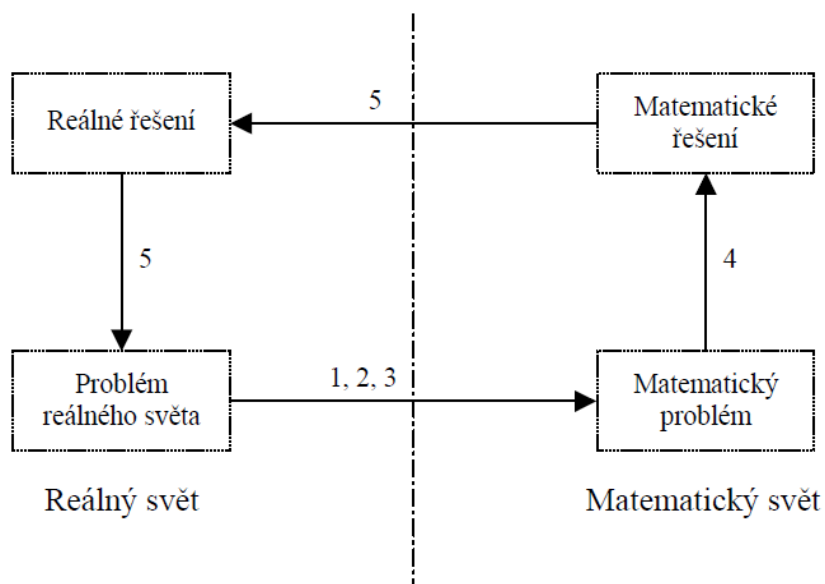 Reálné řešení
5
Matematické
řešení
5
4
Problém
reálného světa
1, 2, 3
Matematický
problém
Reálný svět
Matematický svět